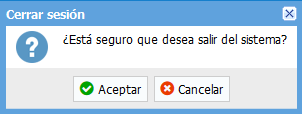 Cerrar sesión
¿Está seguro que desea salir del sistema?
Aceptar
Cancelar